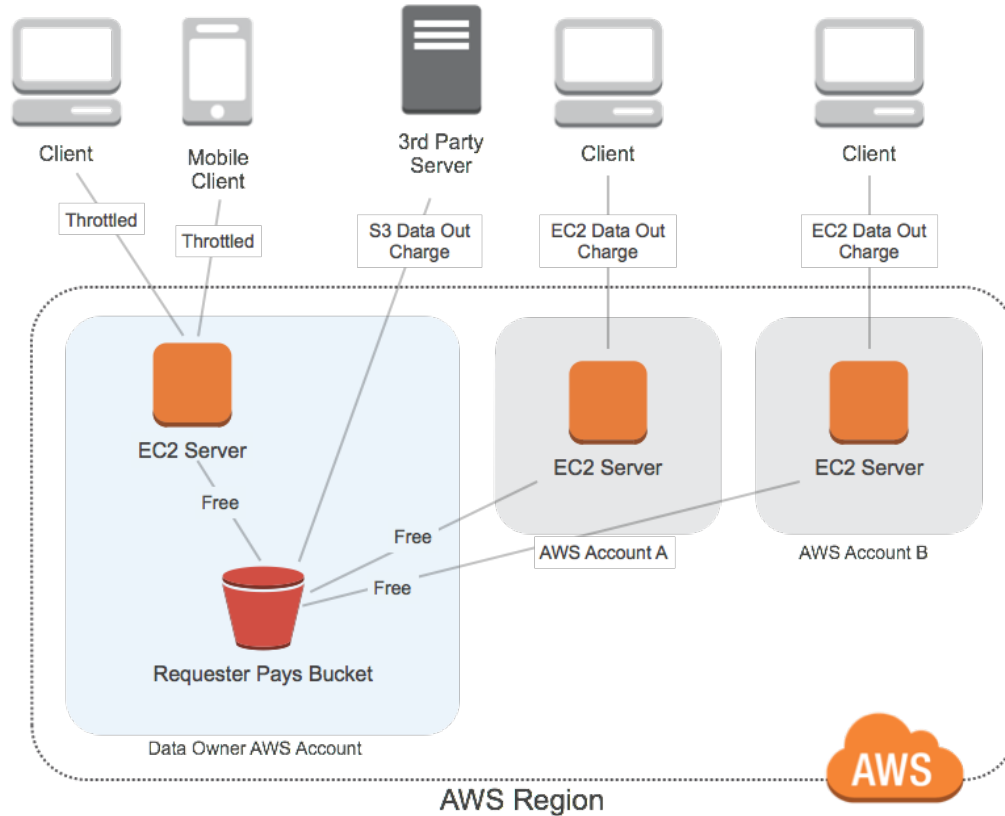 Client
Mobile
Client
3rd Party
Server
Client
Client
Throttled
Throttled
S3 Data Out
Charge
EC2 Data Out
Charge
EC2 Data Out
Charge
EC2 Server
EC2 Server
EC2 Server
Free
Free
Free
AWS Account A
AWS Account B
Requester Pays Bucket
Data Owner AWS Account
AWS
AWS Region